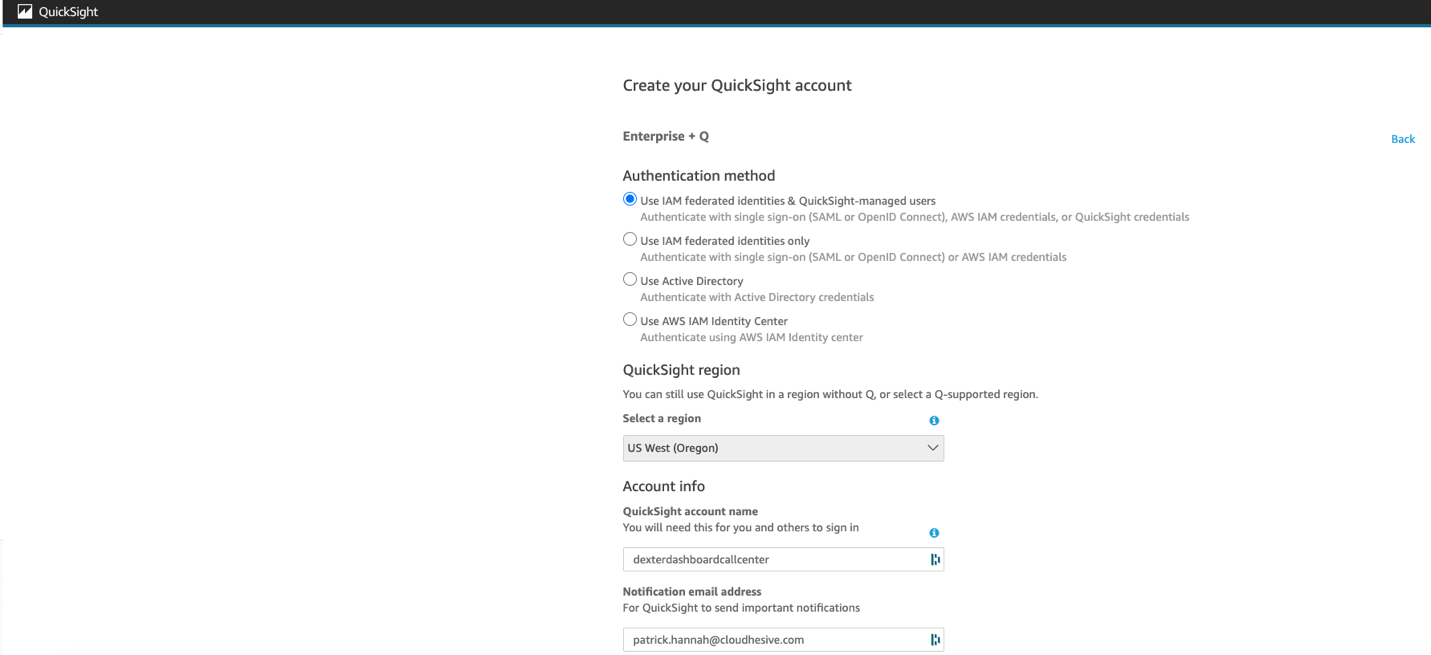 QuickSight
Create your QuickSight account
Enterprise + Q
Back
Authentication method
Use IAM federated identities & QuickSight-managed users
Authenticate with single sign-on (SAML or OpenID Connect), AWS IAM credentials, or QuickSight credentials
Use IAM federated identities only
Authenticate with single sign-on (SAML or OpenID Connect) or AWS IAM credentials
Use Active Directory
Authenticate with Active Directory credentials
Use AWS IAM Identity Center
Authenticate using AWS IAM Identity center
QuickSight region
You can still use QuickSight in a region without Q, or select a Q-supported region.
Select a region
US West (Oregon)
Account info
QuickSight account name
You will need this for you and others to sign in
dexterdashboardcallcenter
Notification email address
For QuickSight to send important notifications
patrick.hannah@cloudhesive.com